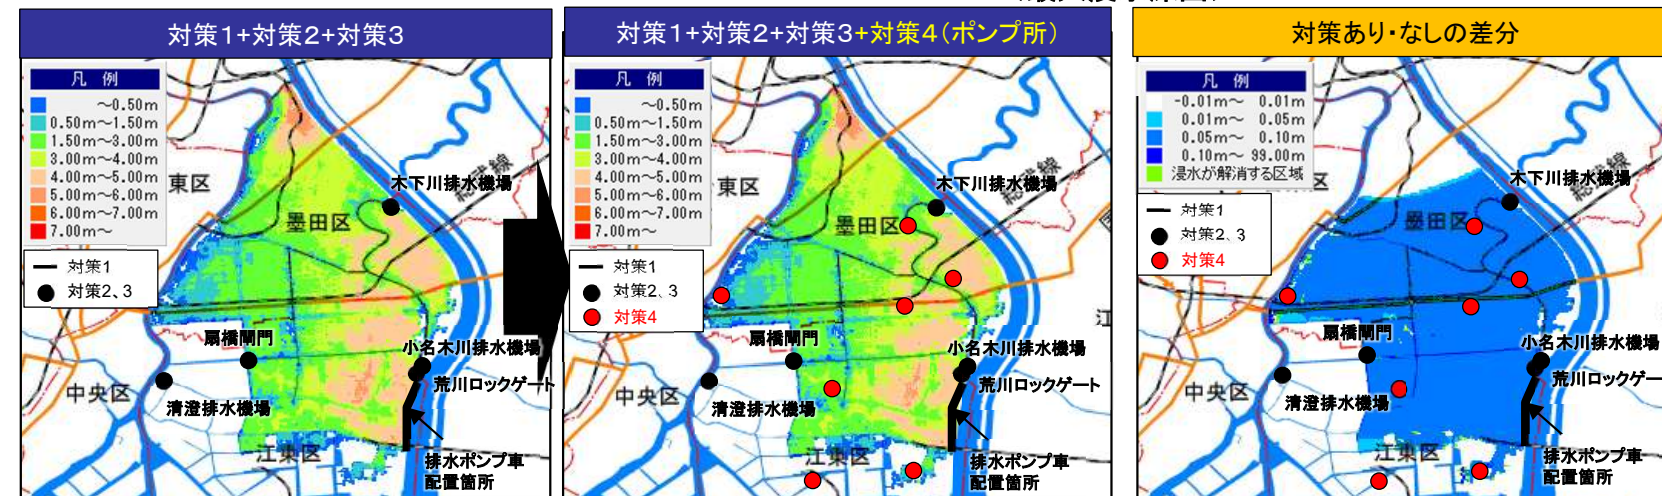 対策1+対策2+対策3
凡 例
～0.50m
0.50m～1.50m
1.50m～3.00m
3.00m～4.00m
4.00m～5.00m
5.00m～6.00m
6.00m～7.00m
7.00m～
対策1
対策2、3
東区
墨田区
総武線
木下川排水機場
扇橋閘門
小名木川排水機場
荒川ロックゲート
中央区
清澄排水機場
江東区
排水ポンプ車
配置箇所
対策1+対策2+対策3+対策4(ポンプ所)
凡 例
～0.50m
0.50m～1.50m
1.50m～3.00m
3.00m～4.00m
4.00m～5.00m
5.00m～6.00m
6.00m～7.00m
7.00m～
対策1
対策2、3
対策4
東区
墨田区
木下川排水機場
扇橋閘門
小名木川排水機場
荒川ロックゲート
中央区
清澄排水機場
江東区
排水ポンプ車
配置箇所
江
対策あり・なしの差分
凡 例
-0.01m～ 0.01m
0.01m～ 0.05m
0.05m～ 0.10m
0.10m～ 99.00m
浸水が解消する区域
対策1
対策2、3
対策4
区
墨田区
木下川排水機場
扇橋閘門
小名木川排水機場
荒川ロックゲー
中央区
清澄排水機場
江東区
排水ポンプ車
配置箇所